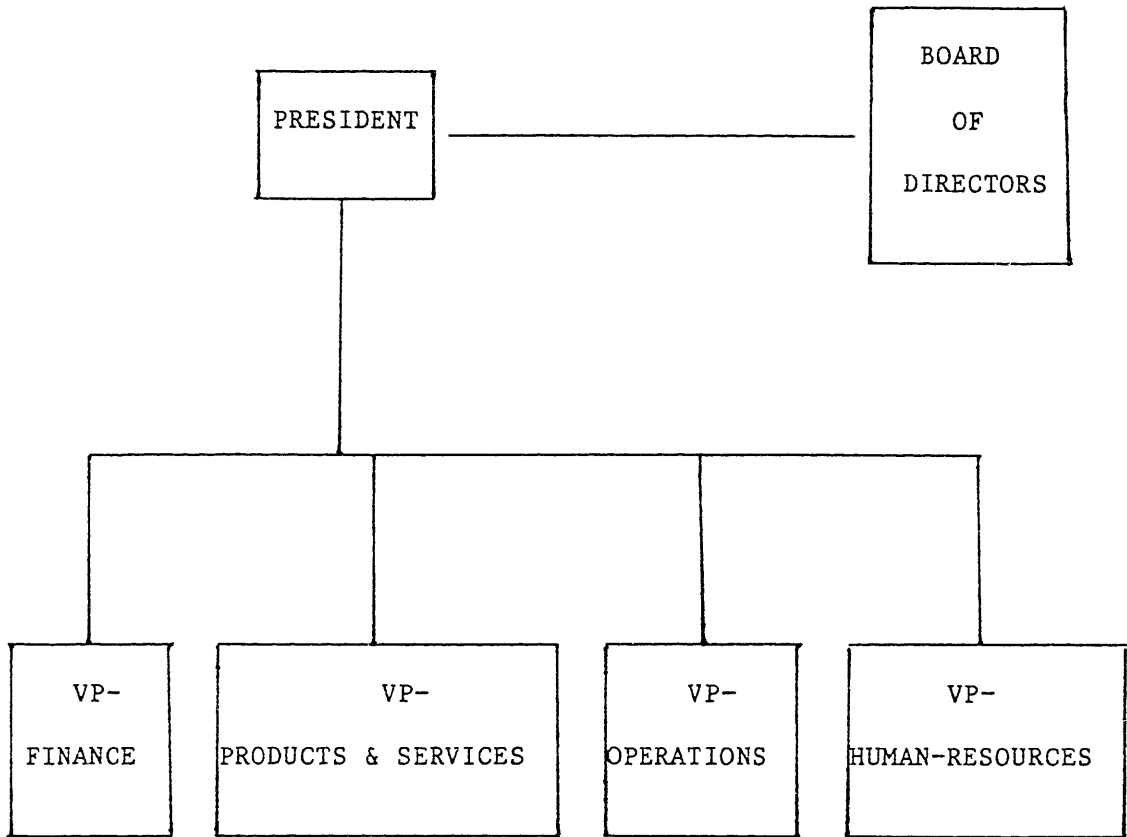 PRESIDENT
BOARD
OF
DIRECTORS
VP-
FINANCE
VP-
PRODUCTS & SERVICES
VP-
OPERATIONS
VP-
HUMAN-RESOURCES